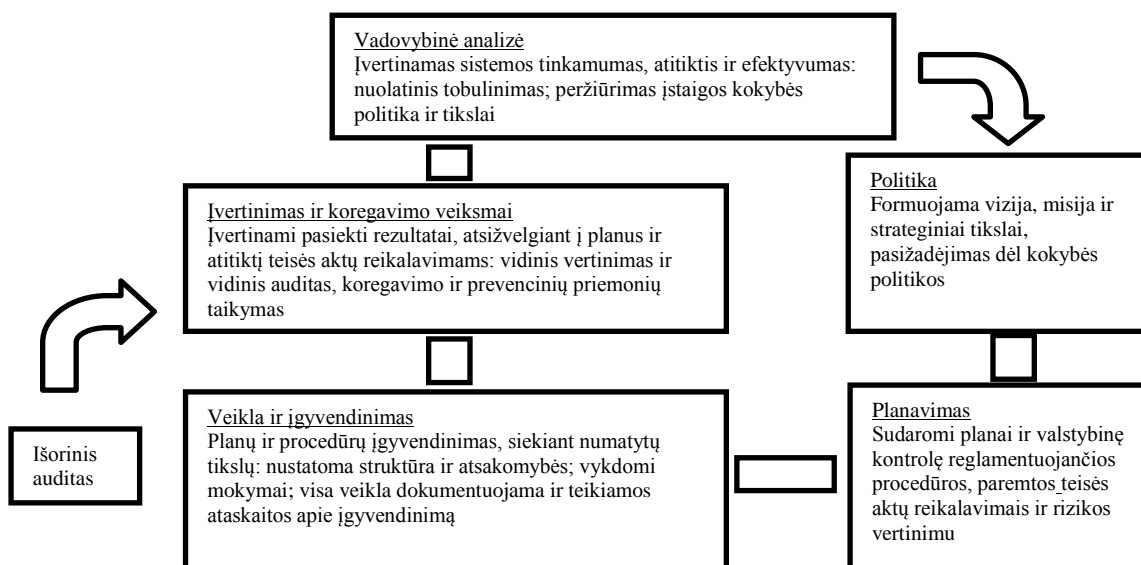 Vadovybinė analizė
Įvertinamas sistemos tinkamumas, atitiktis ir efektyvumas:
nuolatinis tobulinimas; peržiūrimas įstaigos kokybės
politika ir tikslai
Įvertinimas ir koregavimo veiksmai
Įvertinami pasiekti rezultatai, atsižvelgiant į planus ir
atitiktį teisės aktų reikalavimams: vidinis vertinimas ir
vidinis auditas, koregavimo ir prevencinių priemonių
taikymas
Politika
Formuojama vizija, misija ir
strateginiai tikslai,
pasižadėjimas dėl kokybės
politikos
Išorinis
auditas
Veikla ir įgyvendinimas
Planų ir procedūrų įgyvendinimas, siekiant numatytų
tikslų: nustatoma struktūra ir atsakomybės; vykdomi
mokymai; visa veikla dokumentuojama ir teikiamos
ataskaitos apie įgyvendinimą
Planavimas
Sudaromi planai ir valstybinę
kontrolę reglamentuojančios
procedūros, paremtos teisės
aktų reikalavimais ir rizikos
vertinimu